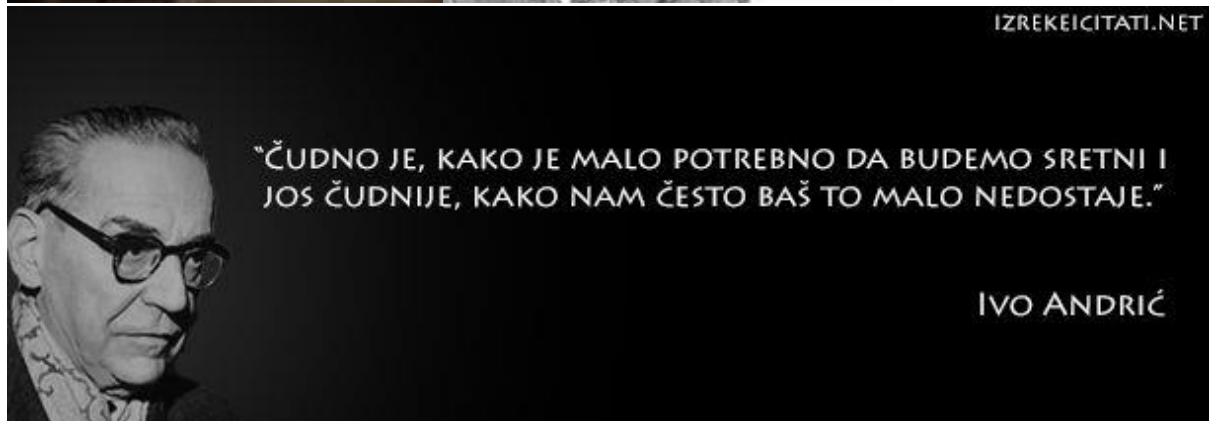 IZREKEICITATI.NET
"ČUDNO JE, KAKO JE MALO POTREBNO DA BUDEMO SRETNI I
JOS ČUDNIJE, KAKO NAM ČESTO BAŠ TO MALO NEDOSTAJE."
IVO ANDRIĆ